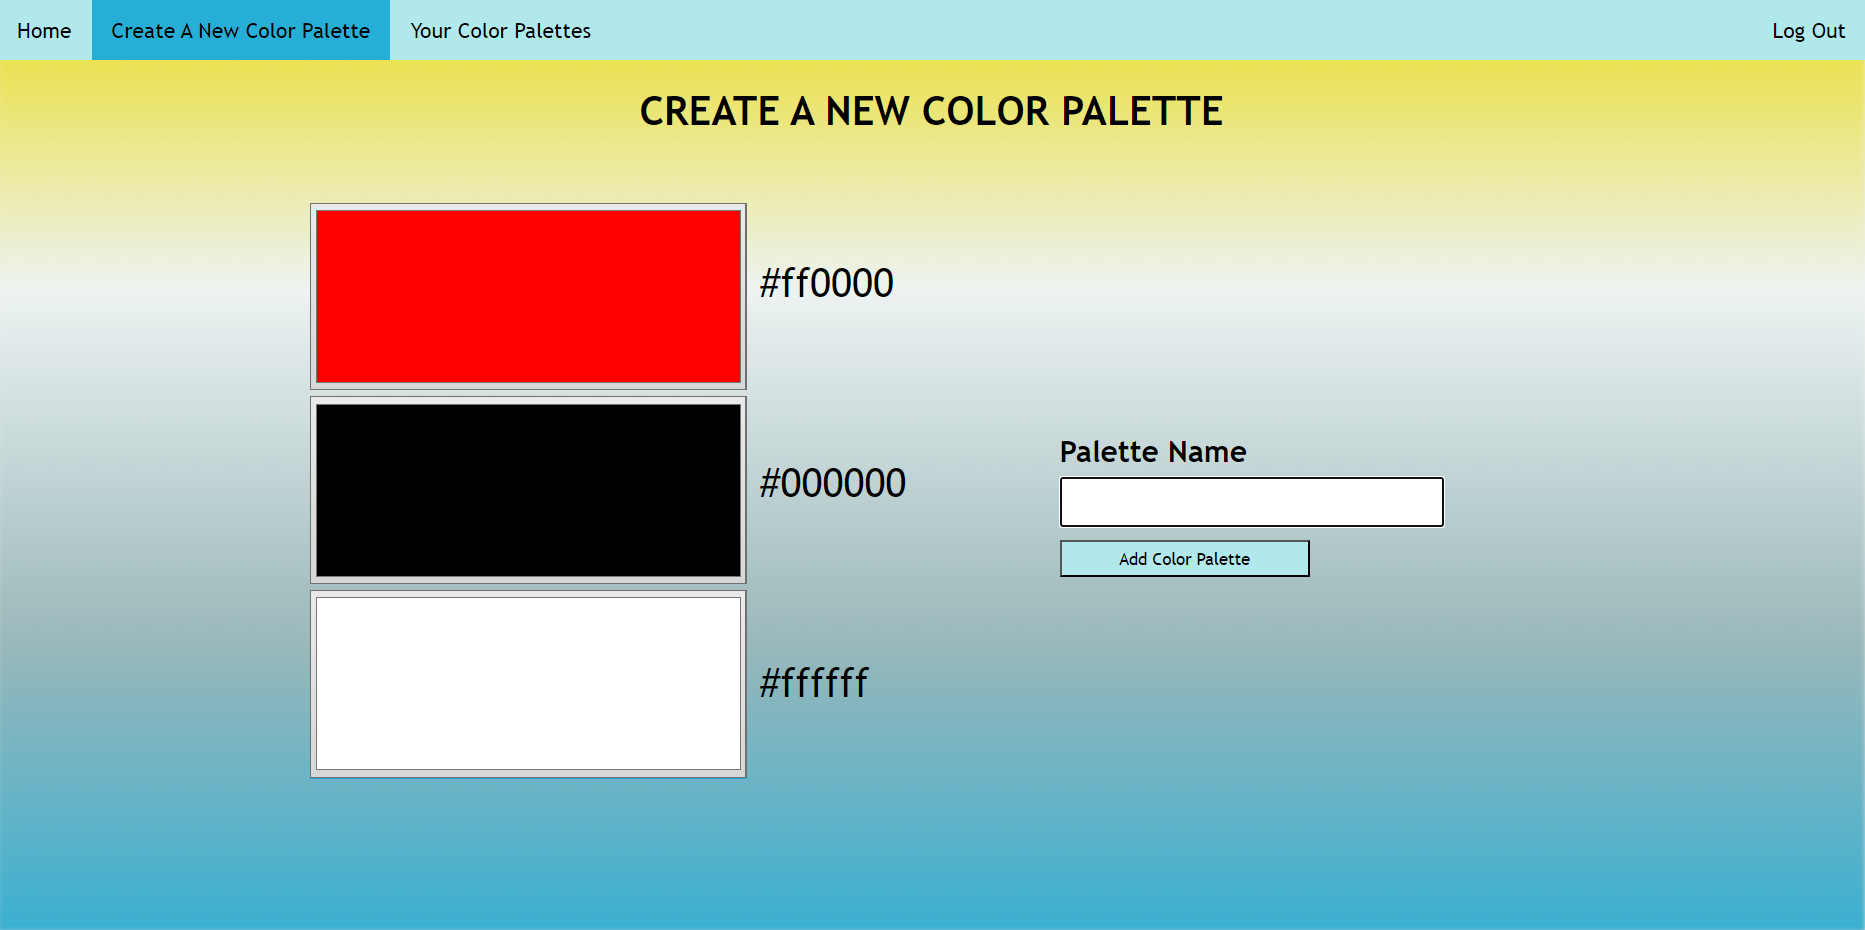 Home Create A New Color Palette Your Color Palettes Log Out
CREATE A NEW COLOR PALETTE
#ff0000
#000000
#ffffff
Palette Name
Add Color Palette